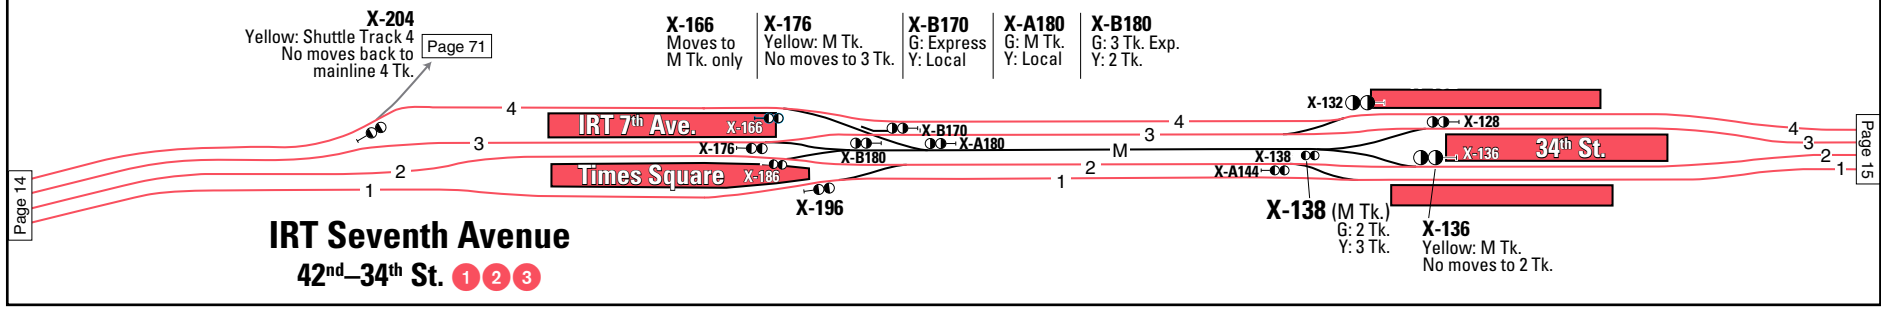 X-204
Yellow: Shuttle Track 4
No moves back to
mainline 4 Tk.
Page 71
X-166
Moves to
M Tk. only
X-176
Yellow: M Tk.
No moves to 3 Tk.
X-B170
G: Express
Y: Local
X-A180
G: M Tk.
Y: Local
X-B180
G: 3 Tk. Exp.
Y: 2 Tk.
4
3
2
1
IRT 7th Ave.
X-166
X-176
Times Square
X-186
X-196
X-B170
X-B180
X-A180
4
3
M
2
1
X-132
X-128
X-138
X-136
X-A144
34th St.
4
3
2
1
Page 14
Page 15
X-138 (M Tk.)
G: 2 Tk.
Y: 3 Tk.
X-136
Yellow: M Tk.
No moves to 2 Tk.
IRT Seventh Avenue
42nd–34th St. 1 2 3